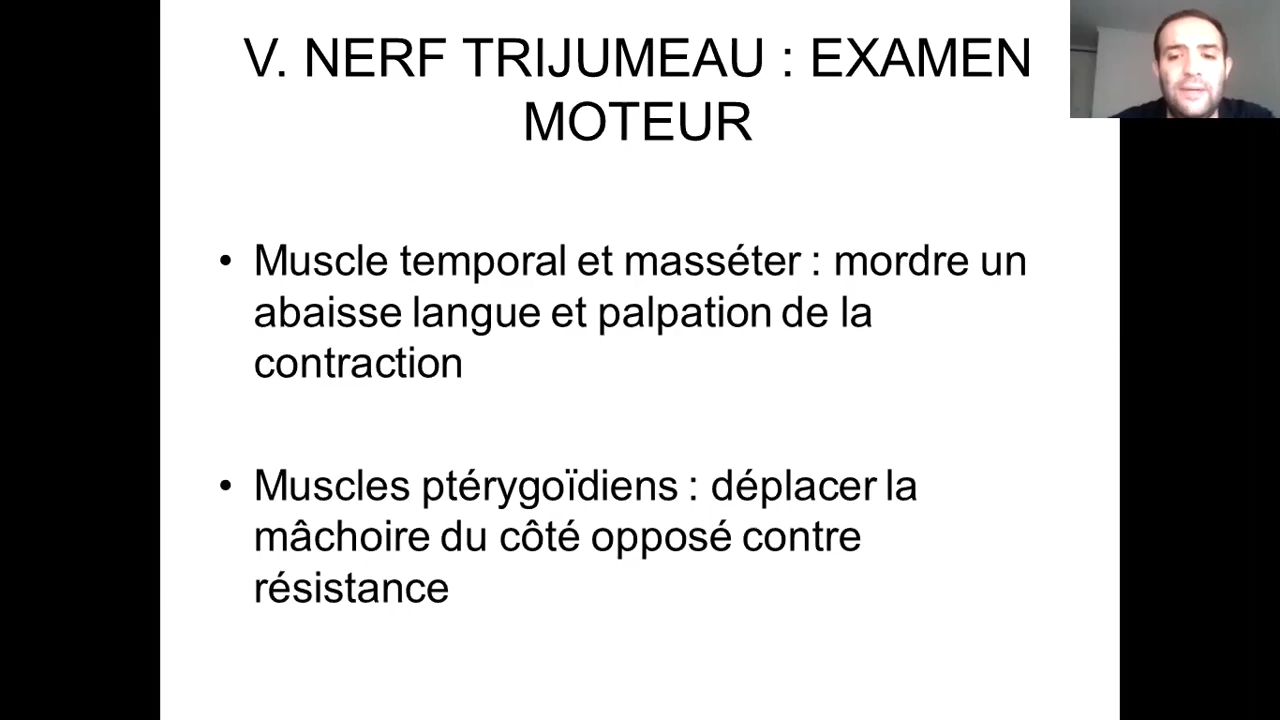 V. NERF TRIJUMEAU : EXAMEN
MOTEUR
• Muscle temporal et masséter : mordre un
abaisse langue et palpation de la
contraction
• Muscles ptérygoïdiens : déplacer la
mâchoire du côté opposé contre
résistance